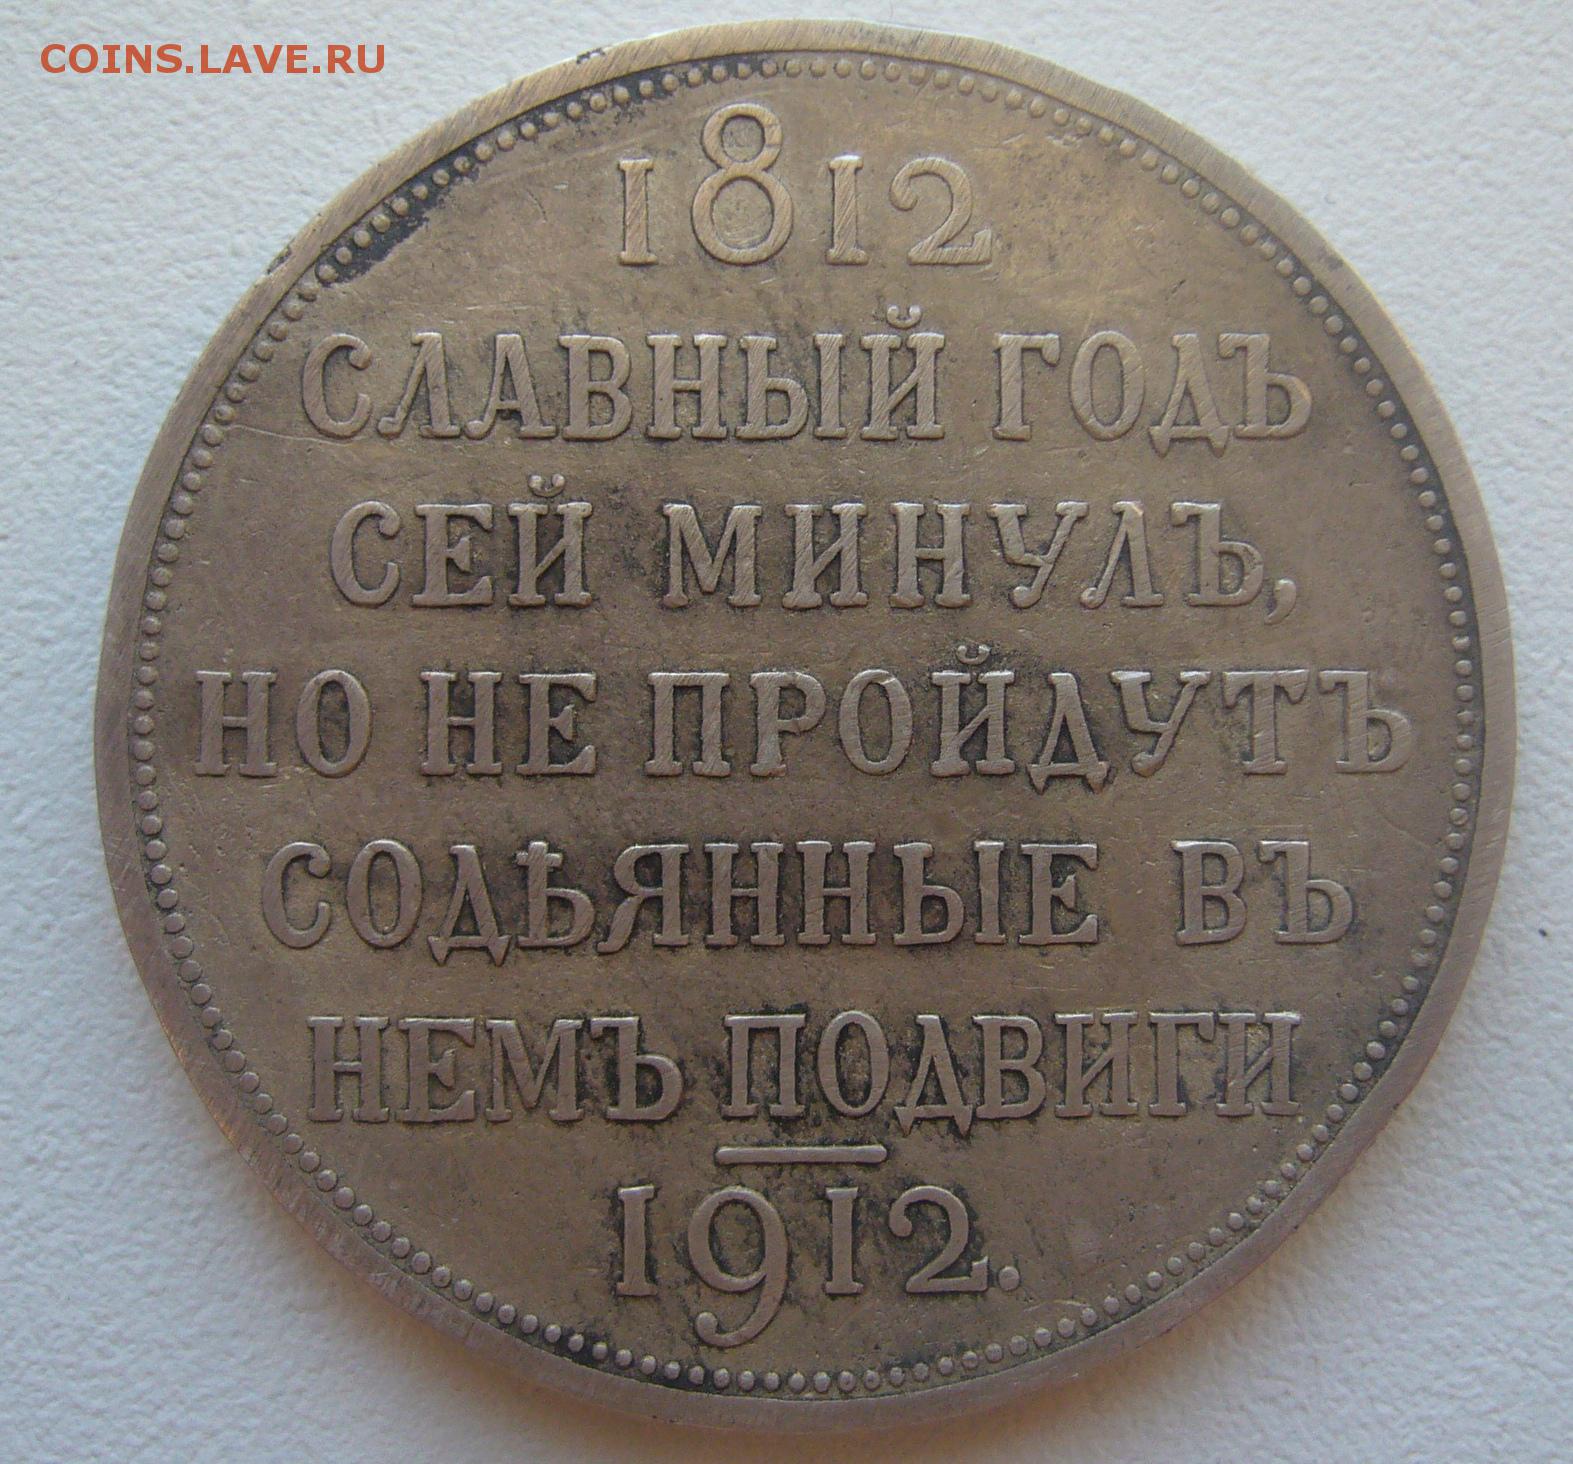 COINS.LAVE.RU
1812
СЛАВНЫЙ ГОДЪ
СЕЙ МИНУЛЪ,
НО НЕ ПРОЙДУТЪ
СОДѢЯННЫЕ ВЪ
НЕМЪ ПОДВИГИ
1912.